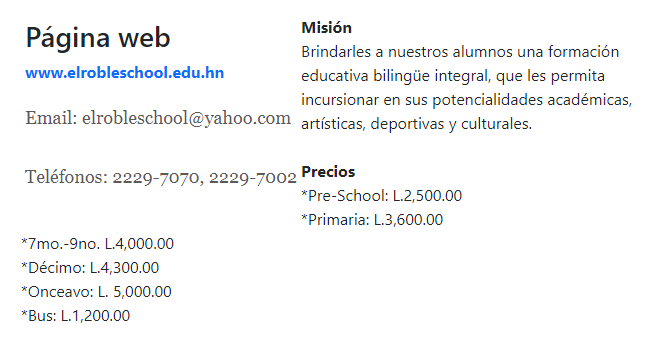 Página web
www.elrobleschool.edu.hn
Email: elrobleschool@yahoo.com
Teléfonos: 2229-7070, 2229-7002
Misión
Brindarles a nuestros alumnos una formación
educativa bilingüe integral, que les permita
incursionar en sus potencialidades académicas,
artísticas, deportivas y culturales.
Precios
*Pre-School: L.2,500.00
*Primaria: L.3,600.00
*7mo.-9no. L.4,000.00
*Décimo: L.4,300.00
*Onceavo: L. 5,000.00
*Bus: L.1,200.00